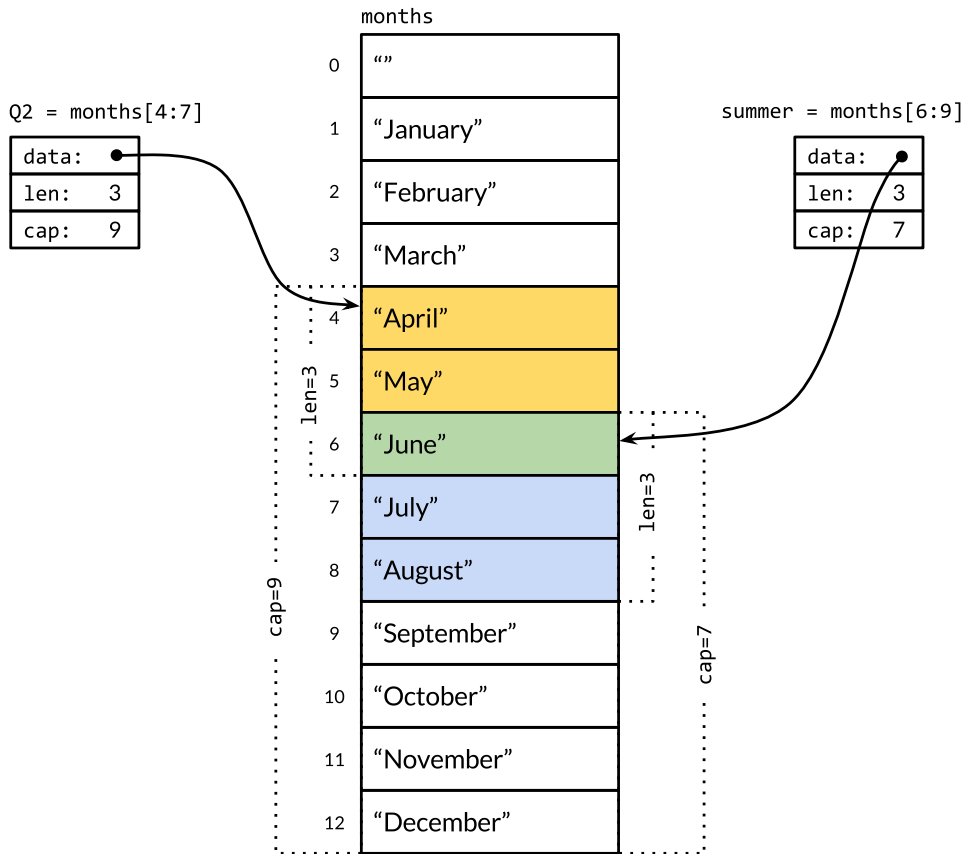 months
0 “”
Q2 = months[4:7]
summer = months[6:9]
1 “January”
data:
data:
len: 3
len: 3
2 “February”
cap: 9
cap: 7
3 “March”
4 “April”
len=3
5 “May”
6 “June”
len=3
7 “July”
8 “August”
cap=9
9 “September”
cap=7
10 “October”
11 “November”
12 “December”